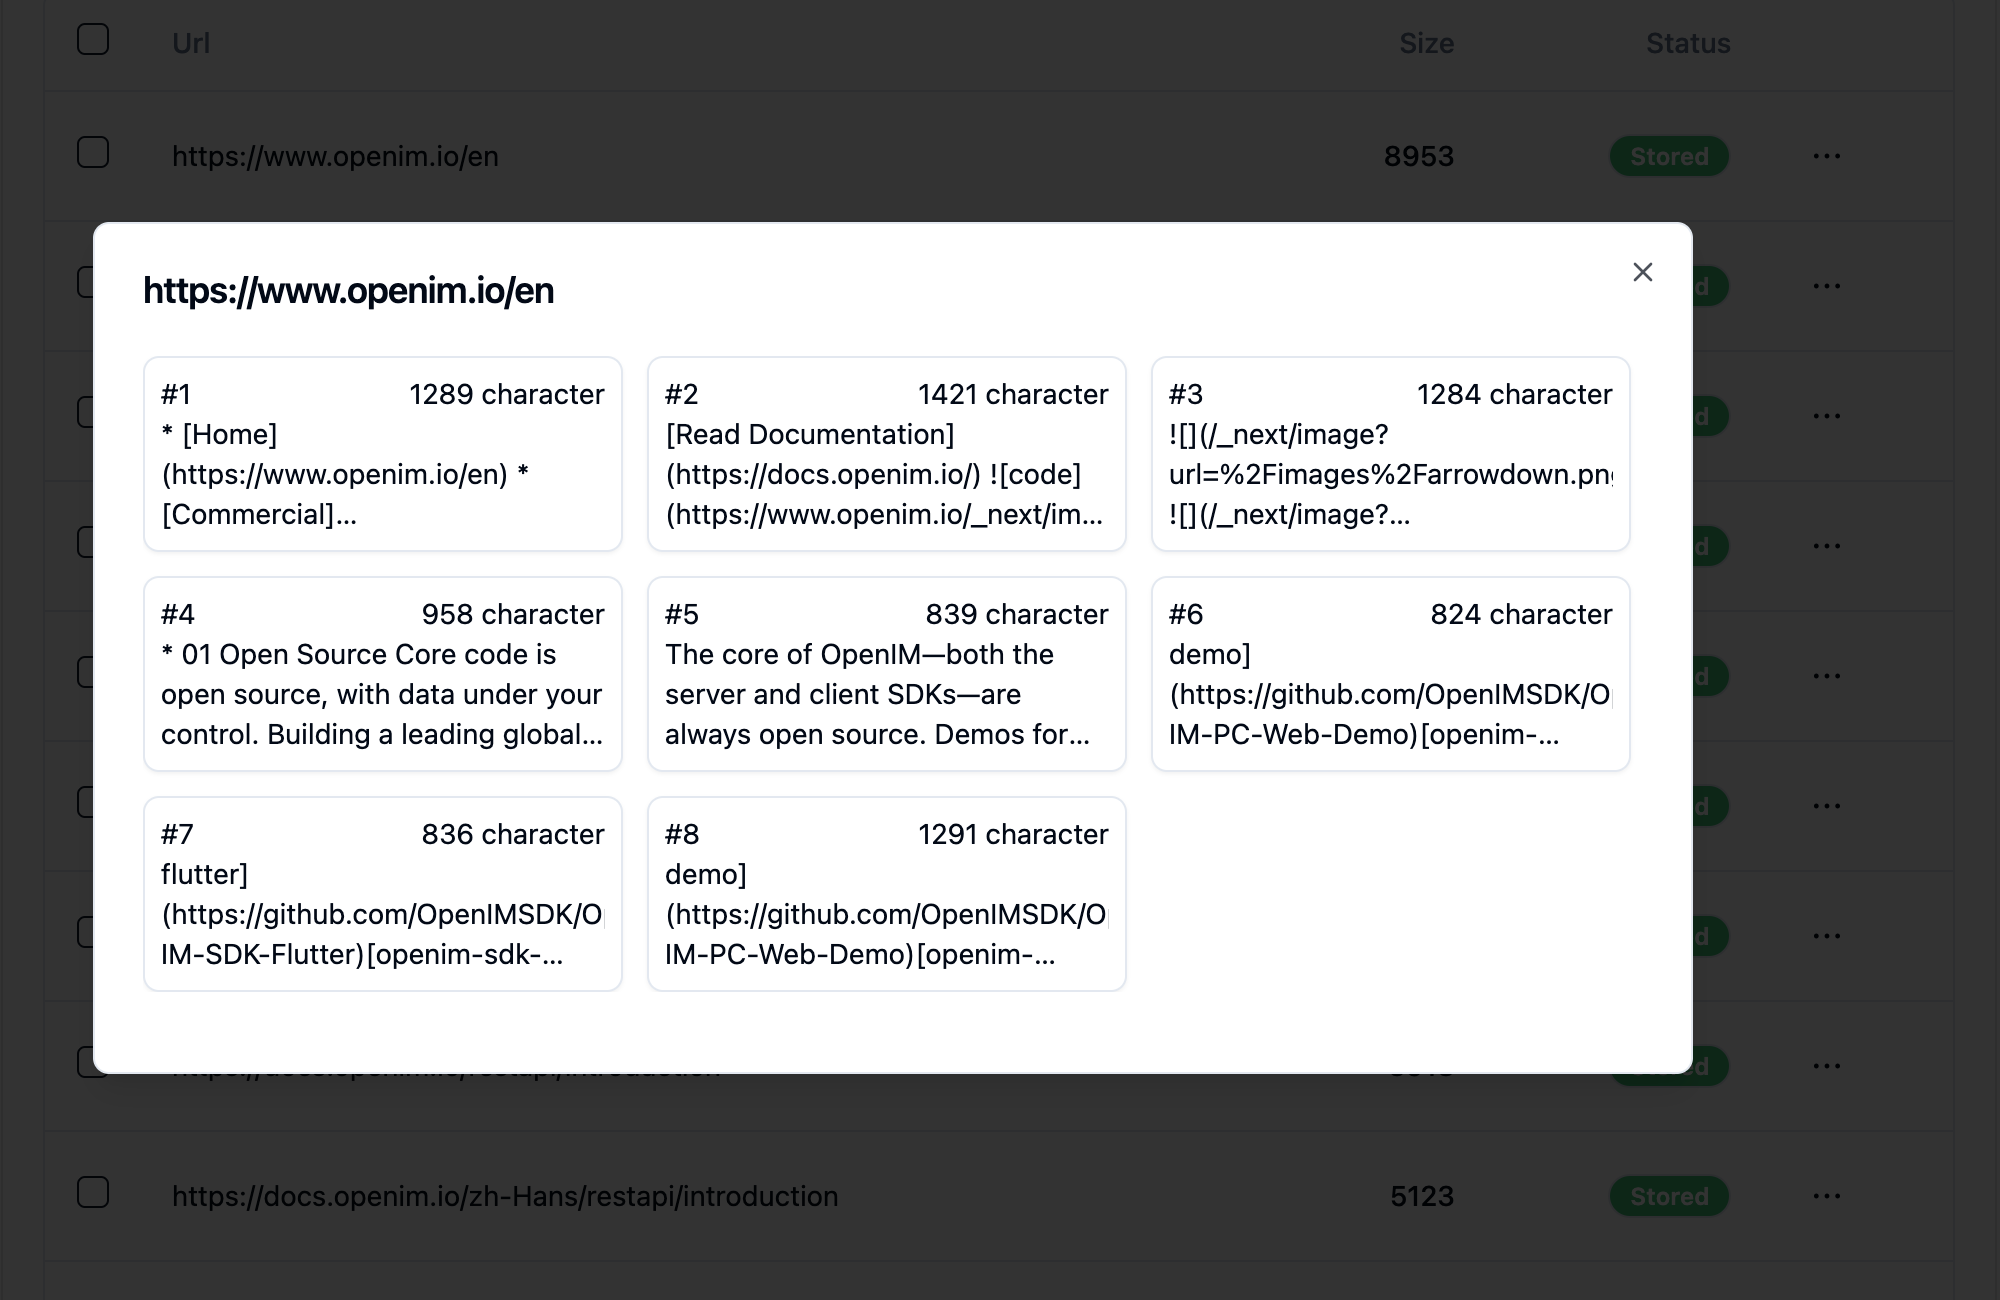 Url Size Status
https://www.openim.io/en 8953 Stored
https://www.openim.io/en
#1 1289 character
* [Home]
(https://www.openim.io/en) *
[Commercial]...
#2 1421 character
[Read Documentation]
(https://docs.openim.io/) ![code]
(https://www.openim.io/_next/im...
#3 1284 character
![](/_next/image?
url=%2Fimages%2Farrowdown.png
![](/_next/image?...
#4 958 character
* 01 Open Source Core code is
open source, with data under your
control. Building a leading global...
#5 839 character
The core of OpenIM—both the
server and client SDKs—are
always open source. Demos for...
#6 824 character
demo]
(https://github.com/OpenIMSDK/O
IM-PC-Web-Demo)[openim-...
#7 836 character
flutter]
(https://github.com/OpenIMSDK/O
IM-SDK-Flutter)[openim-sdk-...
#8 1291 character
demo]
(https://github.com/OpenIMSDK/O
IM-PC-Web-Demo)[openim-...
https://docs.openim.io/zh-Hans/restapi/introduction 5123 Stored